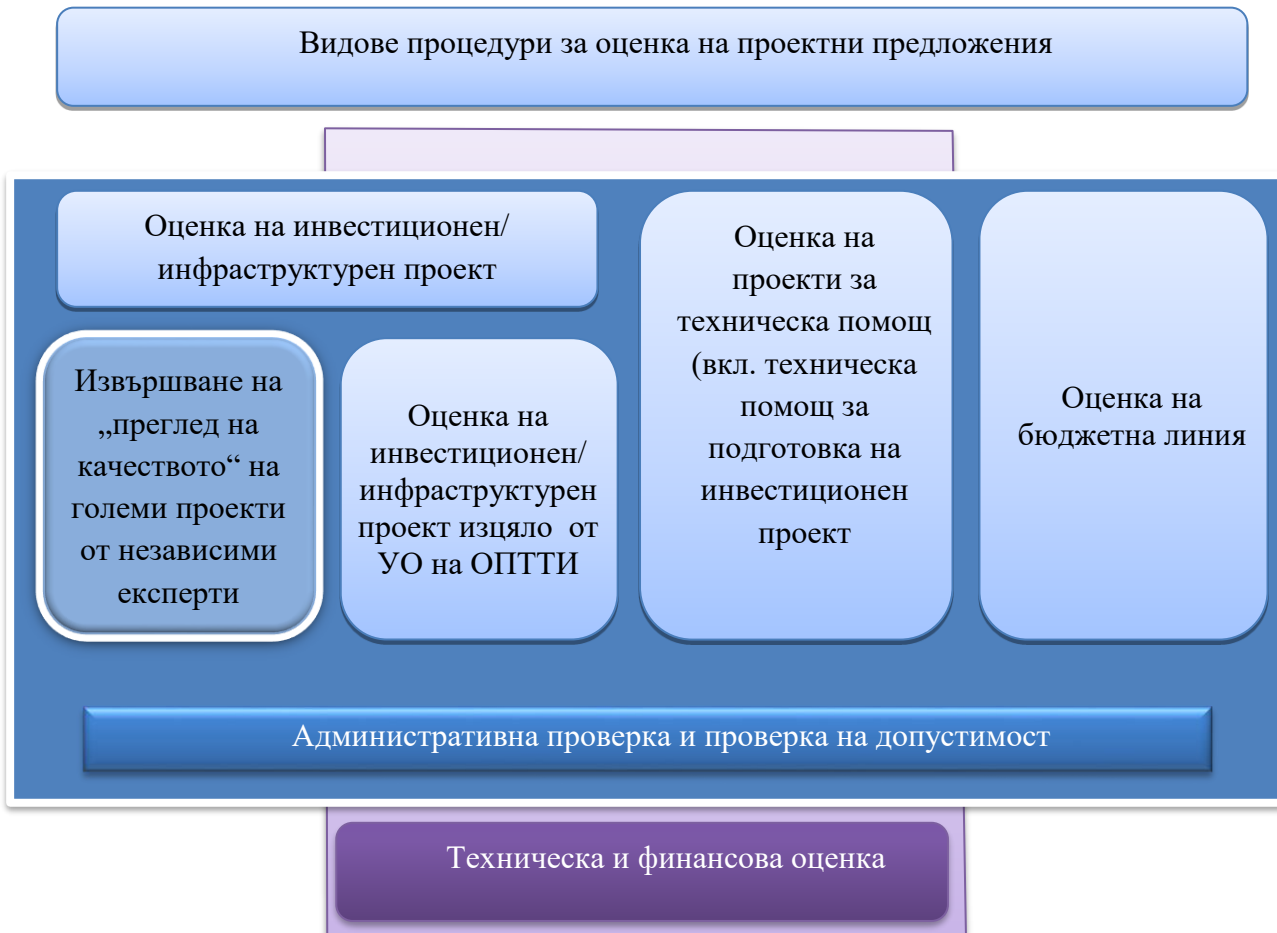 Видове процедури за оценка на проектни предложения
Оценка на инвестиционен/
инфраструктурен проект
Извършване на
„преглед на
качеството“ на
големи проекти
от независими
експерти
Оценка на
инвестиционен/
инфраструктурен
проект изцяло от
УО на ОПТТИ
Оценка на
проекти за
техническа помощ
(вкл. техническа
помощ за
подготовка на
инвестиционен
проект
Оценка на
бюджетна линия
Административна проверка и проверка на допустимост
Техническа и финансова оценка